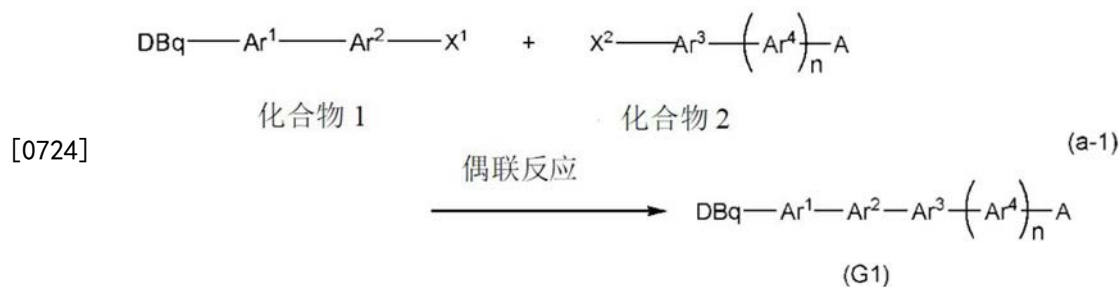 DBq—Ar¹—Ar²—X¹ + X²—Ar³—(Ar⁴)n—A
化合物 1 化合物 2
[0724]
(a-1)
偶联反应
DBq—Ar¹—Ar²—Ar³—(Ar⁴)n—A
(G1)